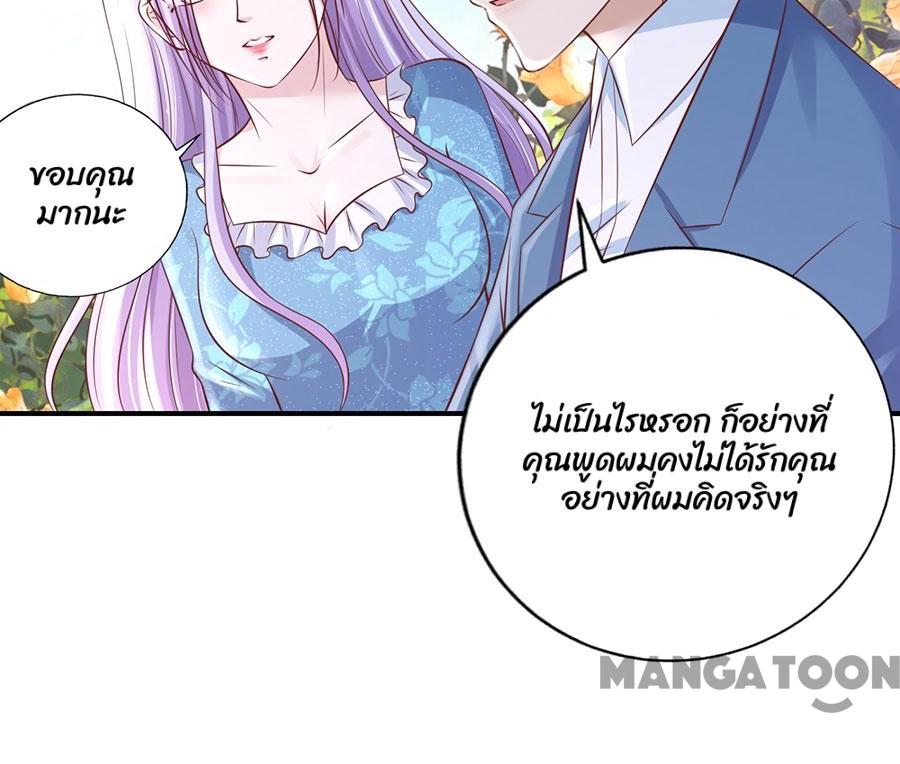 ขอบคุณ
มากนะ
ไม่เป็นไรหรอก ก็อย่างที่
คุณพูดผมคงไม่ได้รักคุณ
อย่างที่ผมคิดจริงๆ
MANGATOON